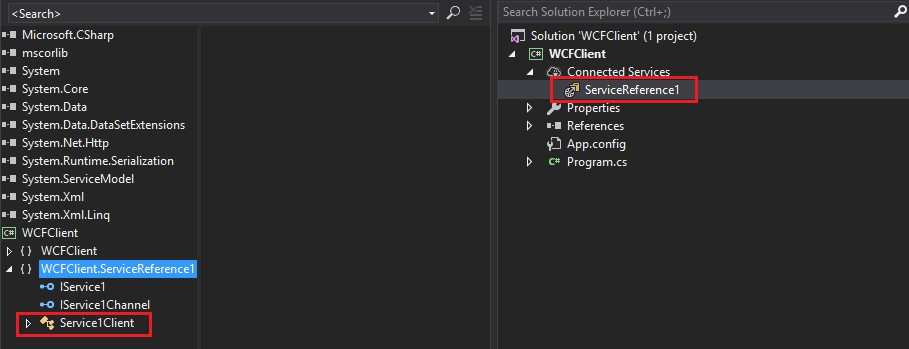 <Search>
Microsoft.CSharp
mscorlib
System
System.Core
System.Data
System.Data.DataSetExtensions
System.Net.Http
System.Runtime.Serialization
System.ServiceModel
System.Xml
System.Xml.Linq
C# WCFClient
{ } WCFClient
{ } WCFClient.ServiceReference1
IService1
IService1Channel
Service1Client
Search Solution Explorer (Ctrl+;)
Solution 'WCFClient' (1 project)
C# WCFClient
Connected Services
ServiceReference1
Properties
References
App.config
C# Program.cs